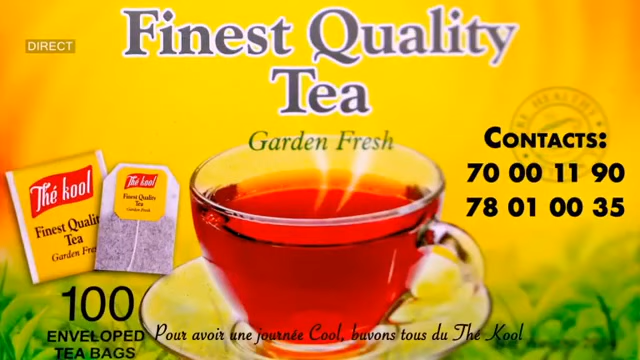 DIRECT
Finest Quality
Tea
Garden Fresh
CONTACTS:
70 00 11 90
78 01 00 35
Thé kool
Finest Quality
Tea
Garden Fresh
Thé kool
Finest Quality
Tea
Garden Fresh
100
ENVELOPED
TEA BAGS
Pour avoir une journée Cool, buvons tous du Thé Kool